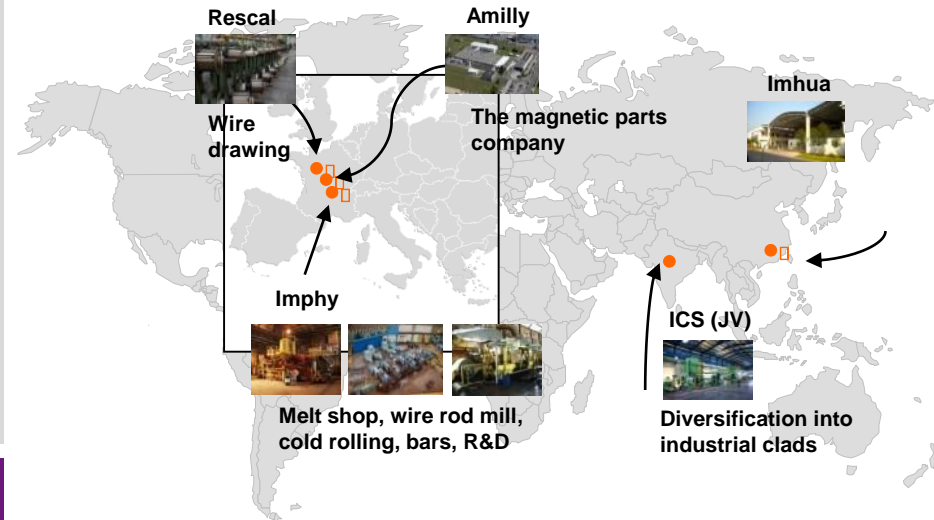 Rescal
Amilly
Imhua
Wire
drawing
The magnetic parts
company
Imphy
ICS (JV)
Melt shop, wire rod mill,
cold rolling, bars, R&D
Diversification into
industrial clads